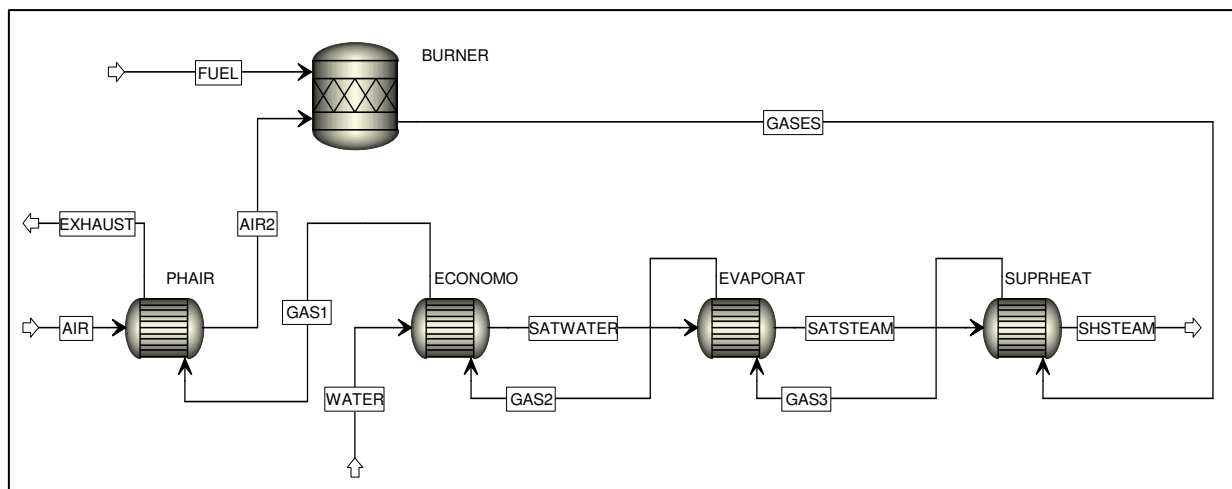 BURNER
FUEL
GASES
EXHAUST
AIR2
PHAIR
ECONOMO
EVAPORAT
SUPRHEAT
GAS1
AIR
SATWATER
SATSTEAM
SHSTEAM
WATER
GAS2
GAS3